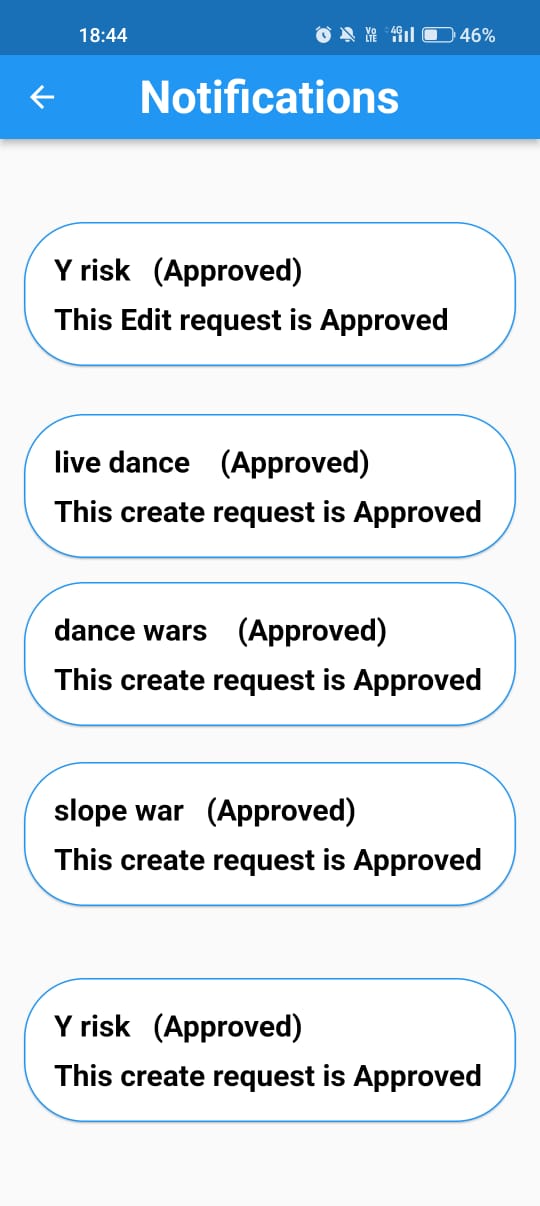 18:44 Vo LTE 4G 46%
Notifications
Y risk (Approved)
This Edit request is Approved
live dance (Approved)
This create request is Approved
dance wars (Approved)
This create request is Approved
slope war (Approved)
This create request is Approved
Y risk (Approved)
This create request is Approved